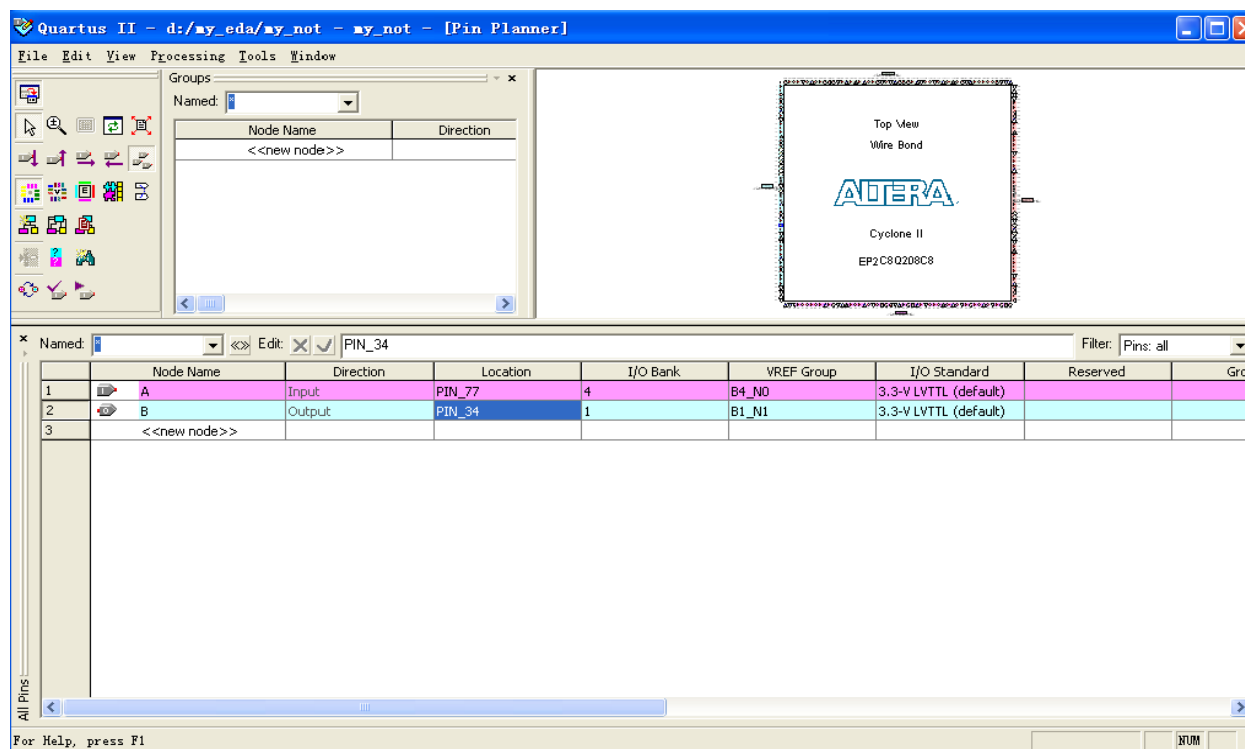 Quartus II - d:/my_eda/my_not - my_not - [Pin Planner]
File Edit View Processing Tools Window
Groups
Named: *
Node Name Direction
<<new node>>
Top View
Wire Bond
ALTERA
Cyclone II
EP2C8Q208C8
Named: * «» Edit: PIN_34 Filter: Pins: all
Node Name Direction Location I/O Bank VREF Group I/O Standard Reserved Gro
1 A Input PIN_77 4 B4_N0 3.3-V LVTTL (default)
2 B Output PIN_34 1 B1_N1 3.3-V LVTTL (default)
3 <<new node>>
All Pins
For Help, press F1 NUM